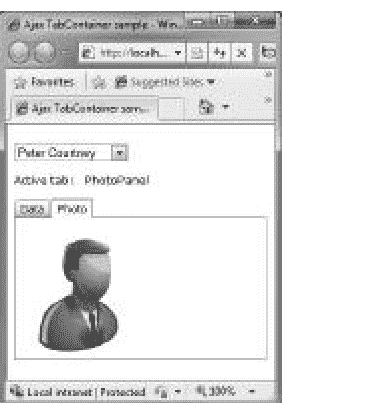 Ajax TabContainer sample - Win...
http://localh...
Favorites Suggested Sites
Ajax TabContainer sam...
Peter Courtney
Active tab: PhotoPanel
Data Photo
Local intranet | Protected 100%